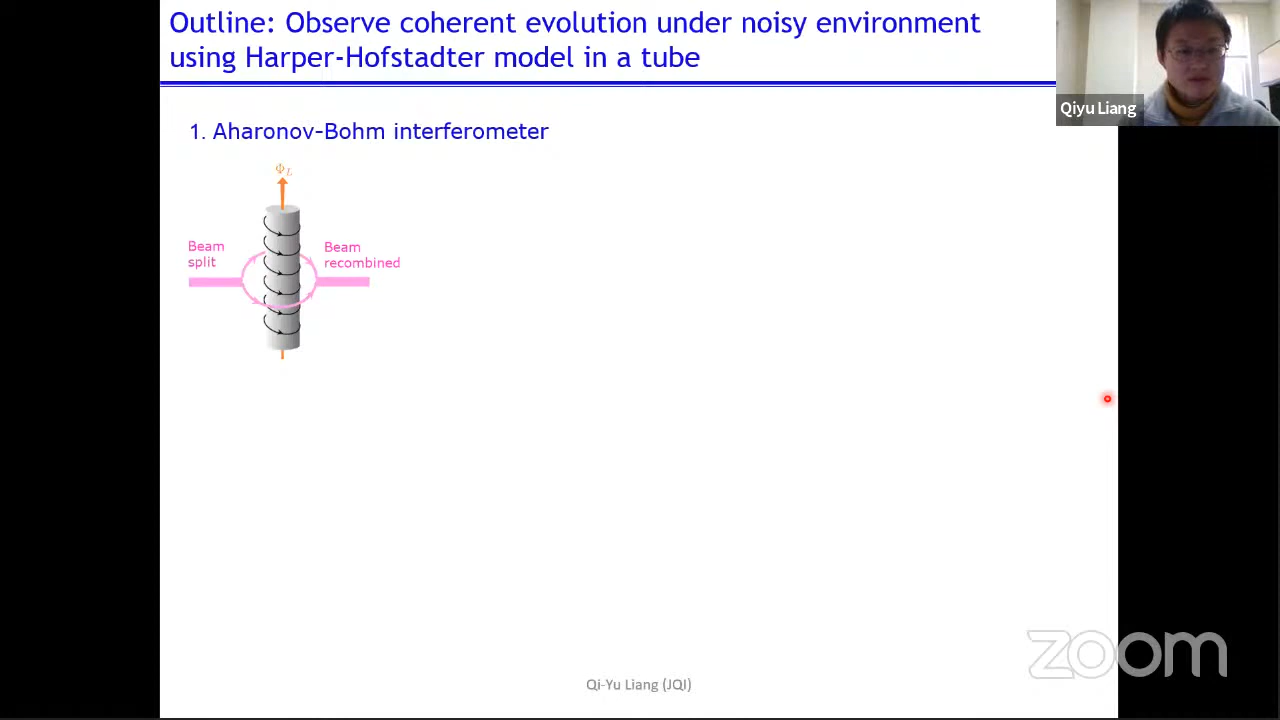 Outline: Observe coherent evolution under noisy environment
using Harper-Hofstadter model in a tube
Qiyu Liang
1. Aharonov–Bohm interferometer
Φ_L
Beam
split
Beam
recombined
zoom
Qi-Yu Liang (JQI)